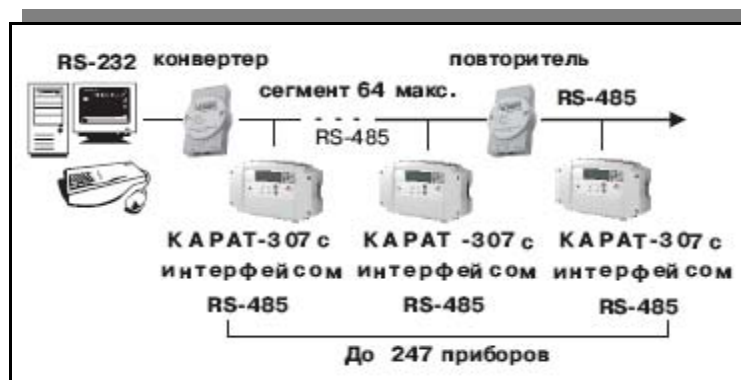 RS-232 конвертер повторитель
сегмент 64 макс.
RS-485
RS-485
КАРАТ-307 с интерфейсом RS-485
КАРАТ -307 с интерфейсом RS-485
КАРАТ-307 с интерфейсом RS-485
До 247 приборов